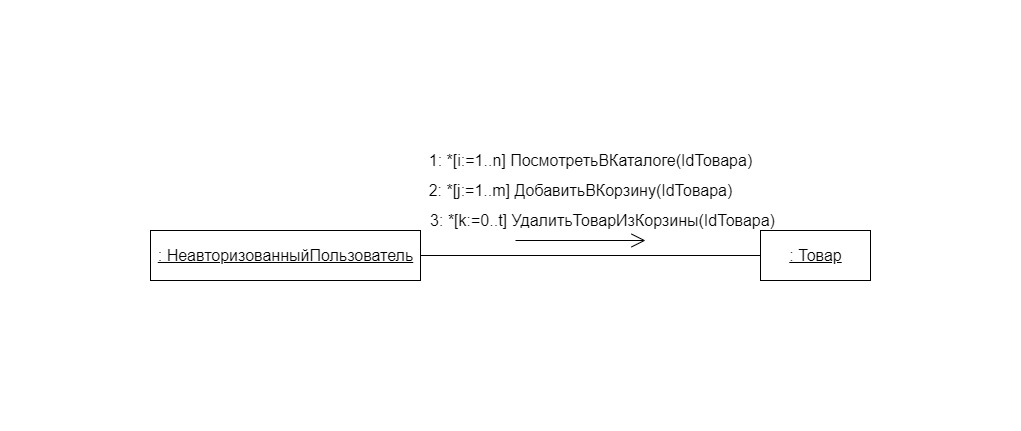 1: *[i:=1..n] ПосмотретьВКаталоге(IdТовара)
2: *[j:=1..m] ДобавитьВКорзину(IdТовара)
3: *[k:=0..t] УдалитьТоварИзКорзины(IdТовара)
: НеавторизованныйПользователь
: Товар